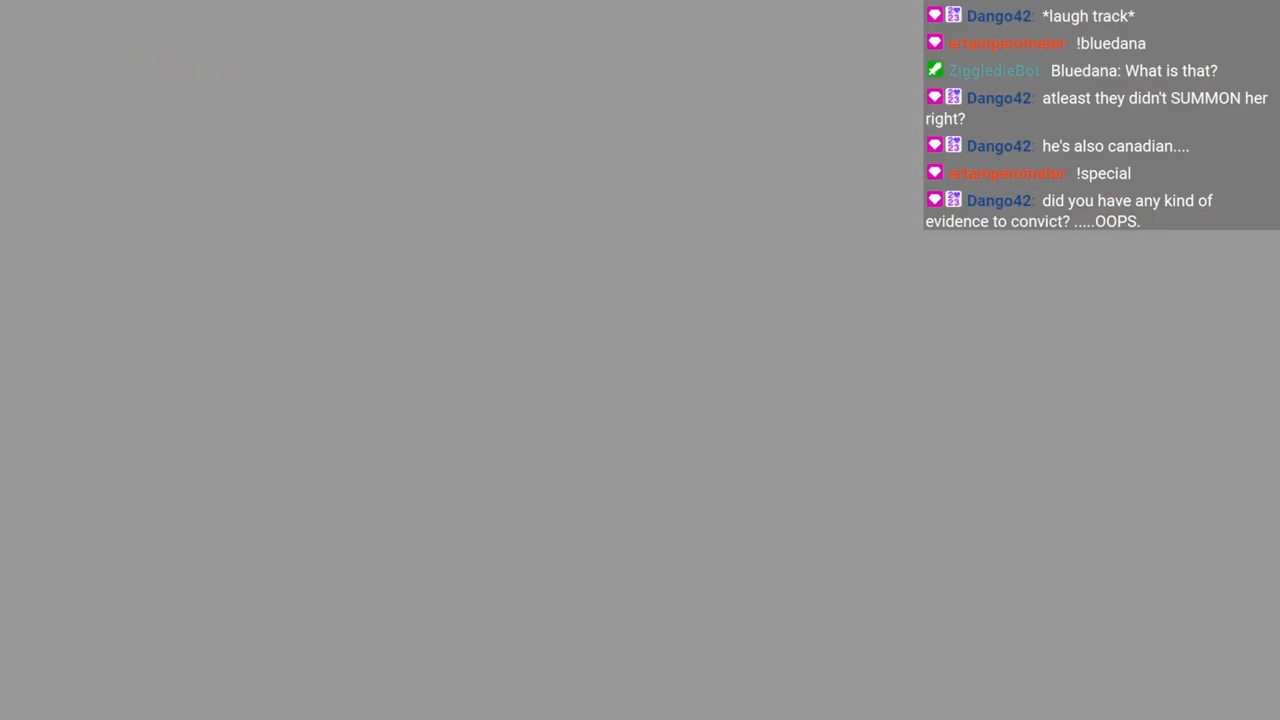 Dango42: *laugh track*
ertamperometer !bluedana
ZiggledieBot Bluedana: What is that?
Dango42: atleast they didn't SUMMON her
right?
Dango42: he's also canadian....
ertamperometer !special
Dango42: did you have any kind of
evidence to convict? .....OOPS.